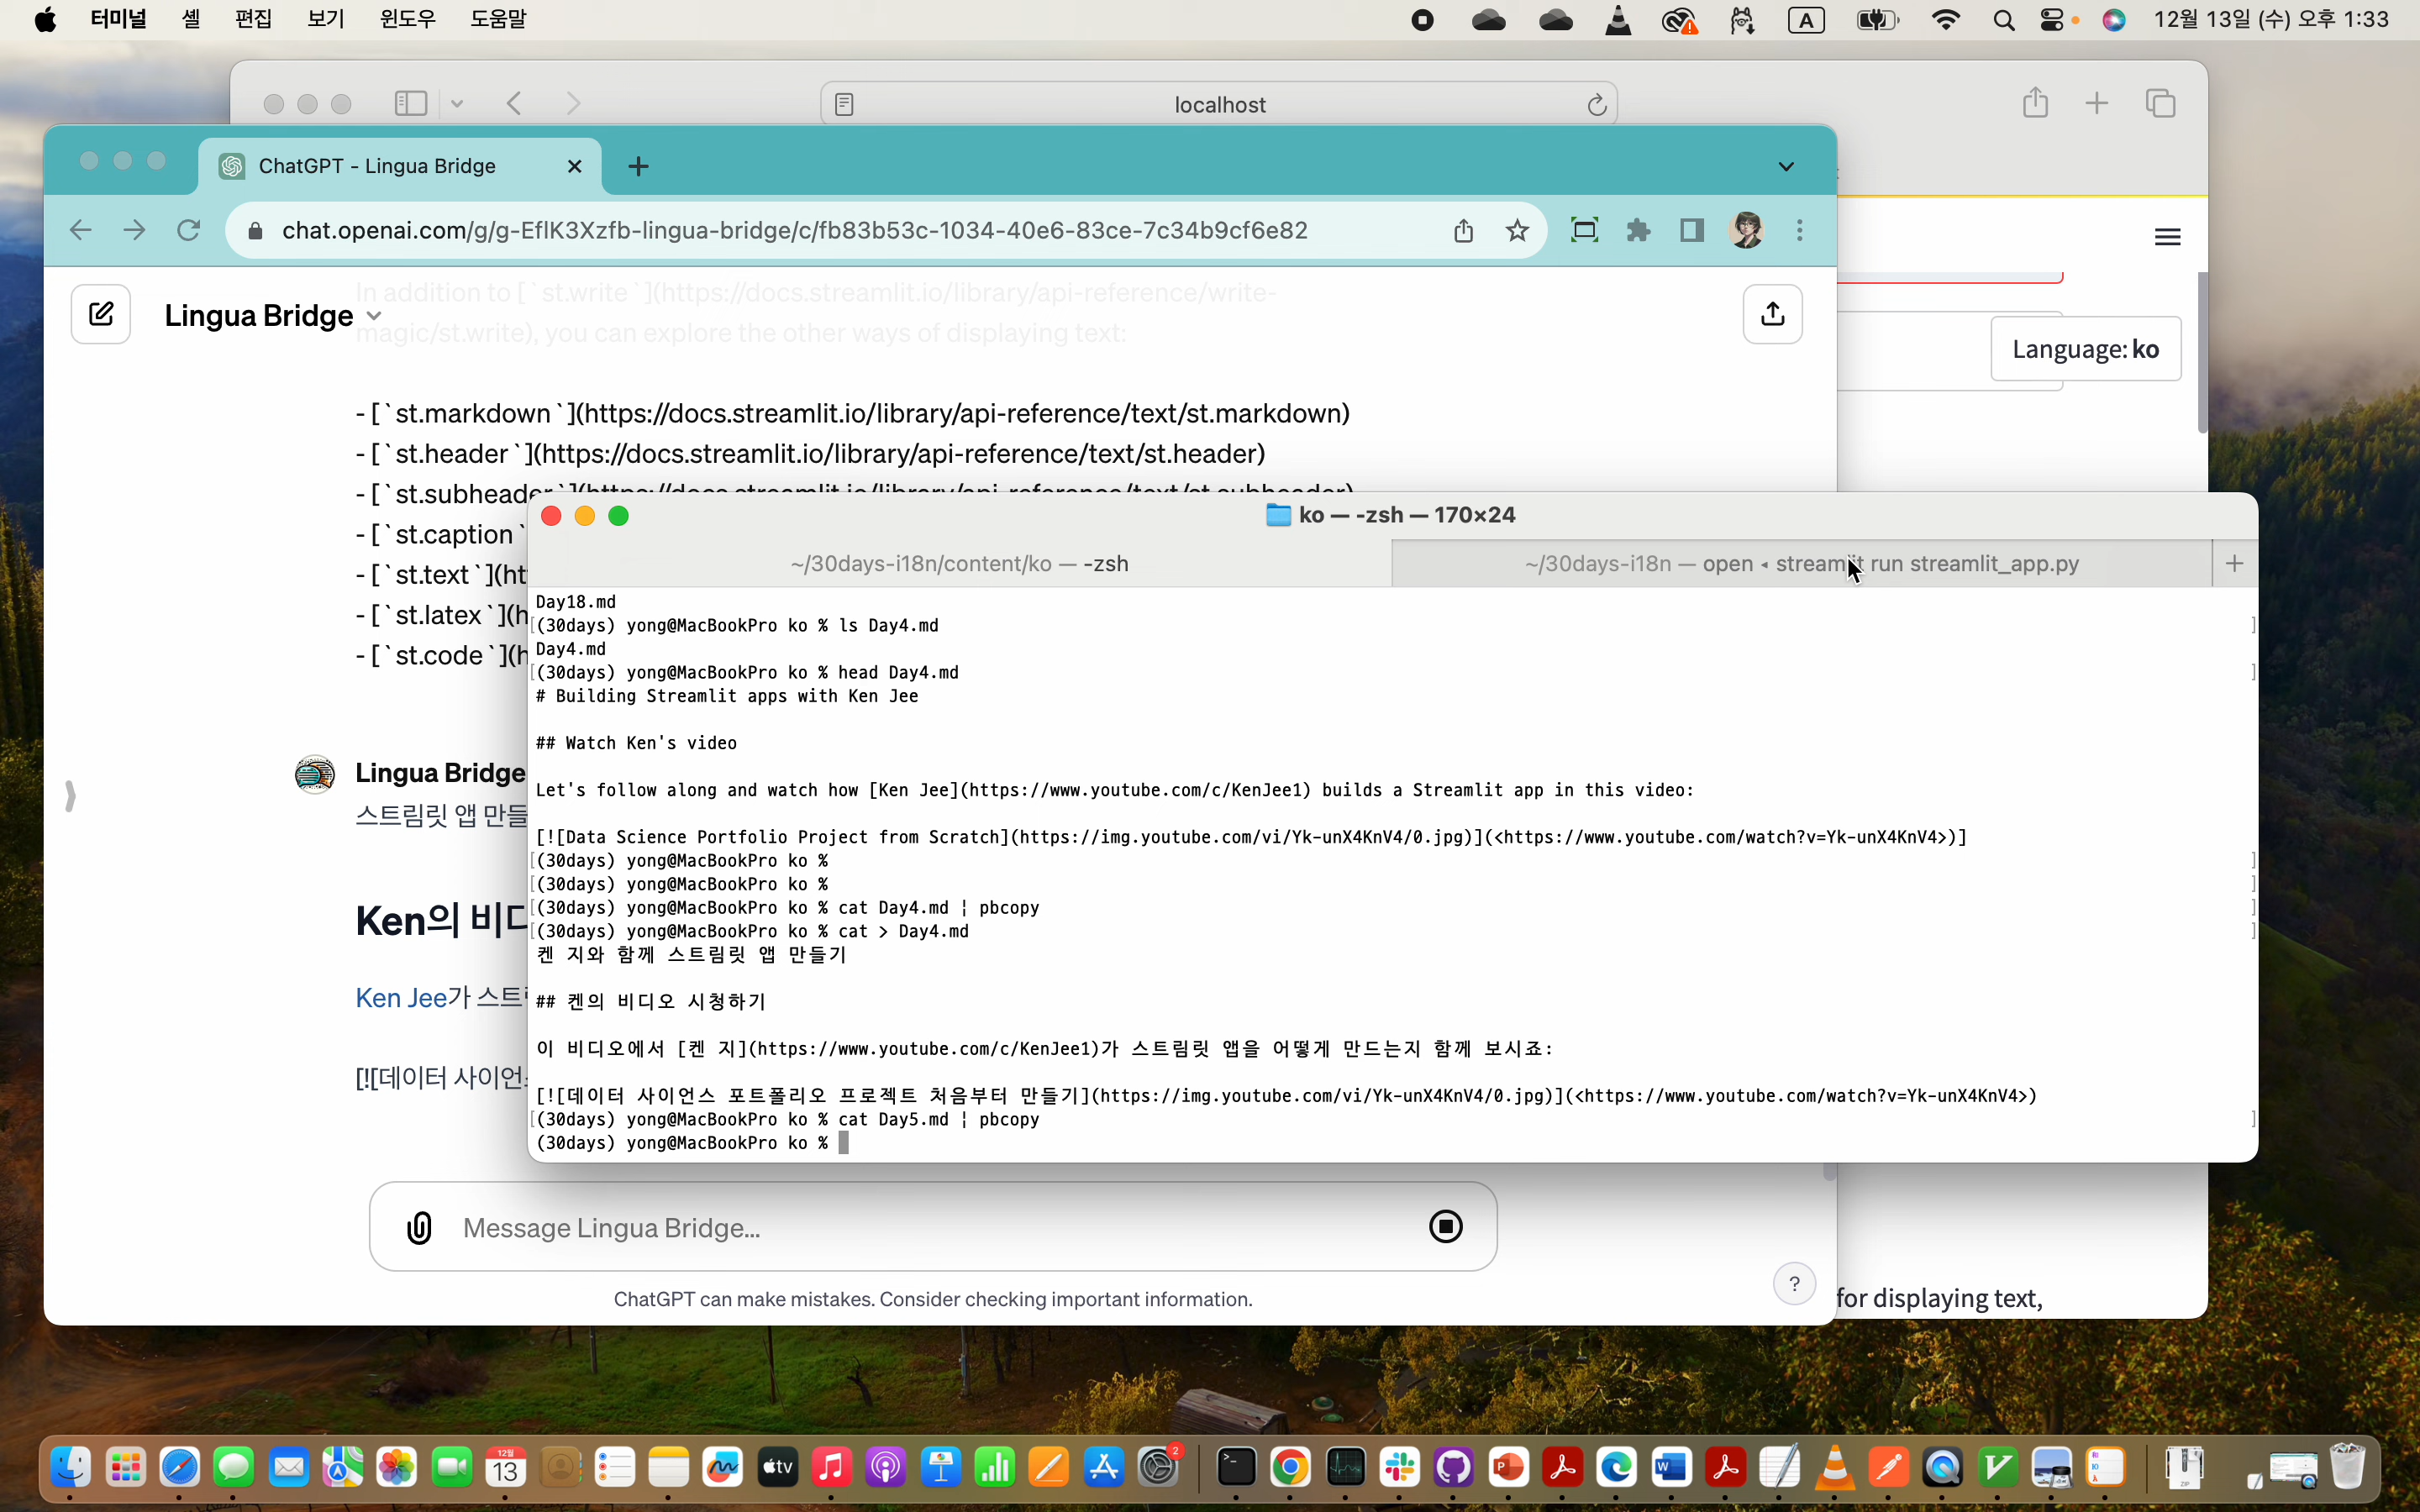 터미널 셸 편집 보기 윈도우 도움말 A 12월 13일 (수) 오후 1:33
localhost
ChatGPT - Lingua Bridge
chat.openai.com/g/g-EflK3Xzfb-lingua-bridge/c/fb83b53c-1034-40e6-83ce-7c34b9cf6e82
In addition to [`st.write`](https://docs.streamlit.io/library/api-reference/write-
Lingua Bridge
magic/st.write), you can explore the other ways of displaying text:
Language: ko
- [`st.markdown`](https://docs.streamlit.io/library/api-reference/text/st.markdown)
- [`st.header`](https://docs.streamlit.io/library/api-reference/text/st.header)
- [`st.subheader`](https://docs.streamlit.io/library/api-reference/text/st.subheader)
- [`st.caption`
- [`st.text`](ht
- [`st.latex`](h
- [`st.code`](h
Lingua Bridge
스트림릿 앱 만들
Ken의 비디
Ken Jee가 스트
[![데이터 사이언
ko — -zsh — 170×24
~/30days-i18n/content/ko — -zsh
~/30days-i18n — open ◂ streamlit run streamlit_app.py
Day18.md
(30days) yong@MacBookPro ko % ls Day4.md
Day4.md
(30days) yong@MacBookPro ko % head Day4.md
# Building Streamlit apps with Ken Jee
## Watch Ken's video
Let's follow along and watch how [Ken Jee](https://www.youtube.com/c/KenJee1) builds a Streamlit app in this video:
[![Data Science Portfolio Project from Scratch](https://img.youtube.com/vi/Yk-unX4KnV4/0.jpg)](<https://www.youtube.com/watch?v=Yk-unX4KnV4>)]
(30days) yong@MacBookPro ko %
(30days) yong@MacBookPro ko %
(30days) yong@MacBookPro ko % cat Day4.md | pbcopy
(30days) yong@MacBookPro ko % cat > Day4.md
켄 지와 함께 스트림릿 앱 만들기
## 켄의 비디오 시청하기
이 비디오에서 [켄 지](https://www.youtube.com/c/KenJee1)가 스트림릿 앱을 어떻게 만드는지 함께 보시죠:
[![데이터 사이언스 포트폴리오 프로젝트 처음부터 만들기](https://img.youtube.com/vi/Yk-unX4KnV4/0.jpg)](<https://www.youtube.com/watch?v=Yk-unX4KnV4>)
(30days) yong@MacBookPro ko % cat Day5.md | pbcopy
(30days) yong@MacBookPro ko %
Message Lingua Bridge...
ChatGPT can make mistakes. Consider checking important information.
?
for displaying text,
12월
13
tv
2
ZIP